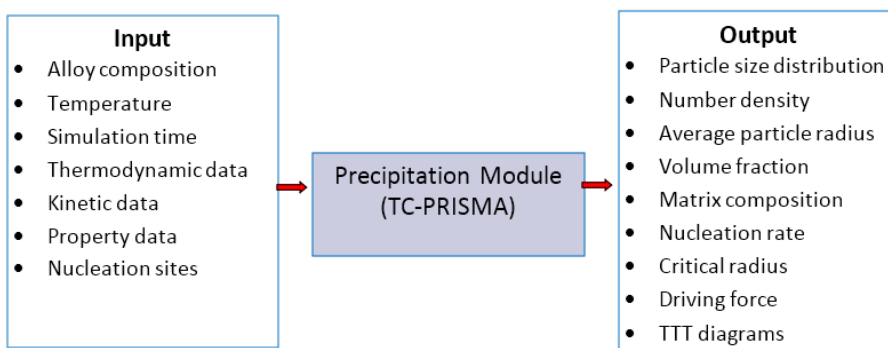 Input
• Alloy composition
• Temperature
• Simulation time
• Thermodynamic data
• Kinetic data
• Property data
• Nucleation sites
Precipitation Module
(TC-PRISMA)
Output
• Particle size distribution
• Number density
• Average particle radius
• Volume fraction
• Matrix composition
• Nucleation rate
• Critical radius
• Driving force
• TTT diagrams